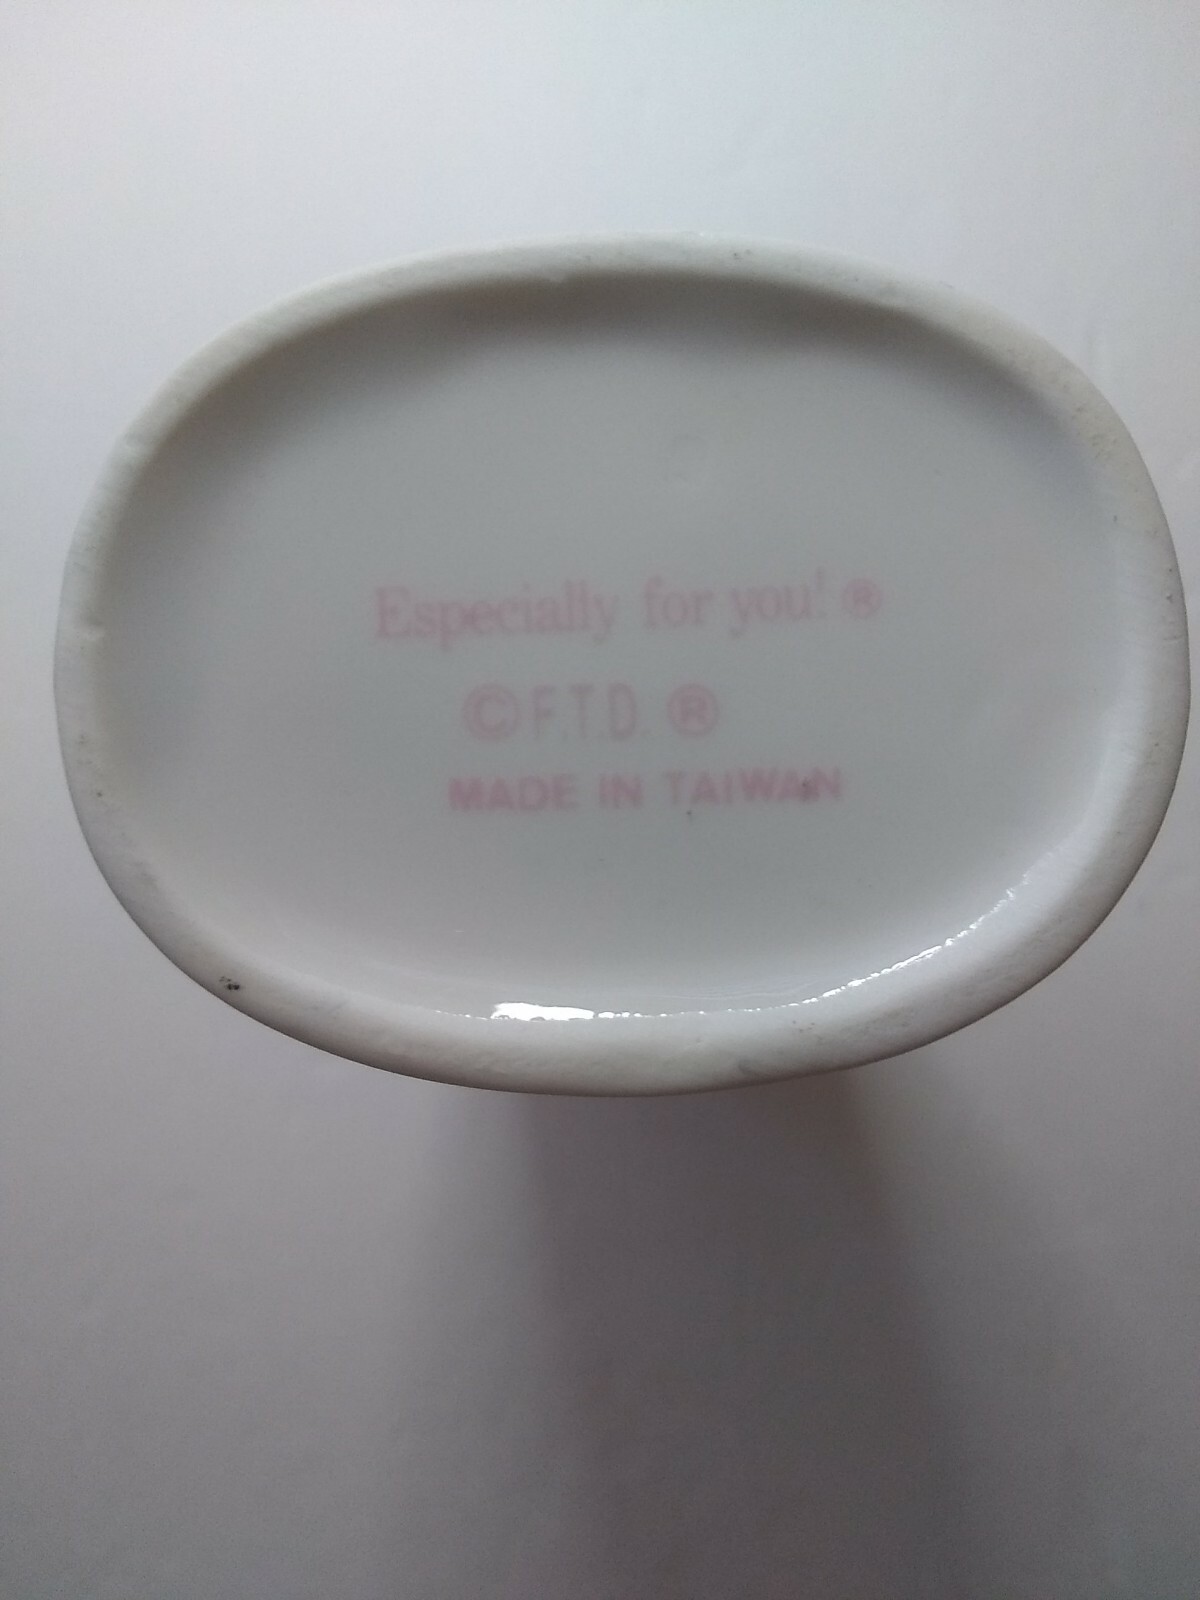 Especially for you! ®
© F.T.D. ®
MADE IN TAIWAN